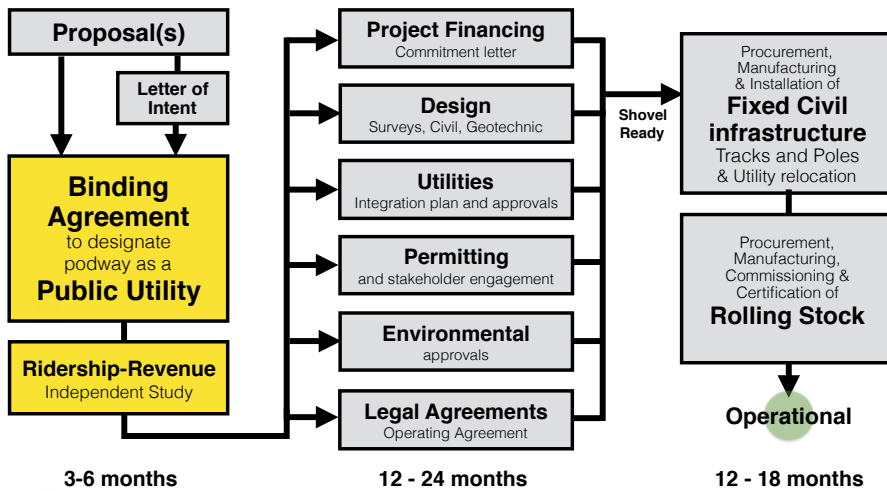 Proposal(s)
Letter of
Intent
Binding
Agreement
to designate
podway as a
Public Utility
Ridership-Revenue
Independent Study
3-6 months
Project Financing
Commitment letter
Design
Surveys, Civil, Geotechnic
Utilities
Integration plan and approvals
Permitting
and stakeholder engagement
Environmental
approvals
Legal Agreements
Operating Agreement
12 - 24 months
Shovel
Ready
Procurement,
Manufacturing
& Installation of
Fixed Civil
infrastructure
Tracks and Poles
& Utility relocation
Procurement,
Manufacturing,
Commissioning &
Certification of
Rolling Stock
Operational
12 - 18 months